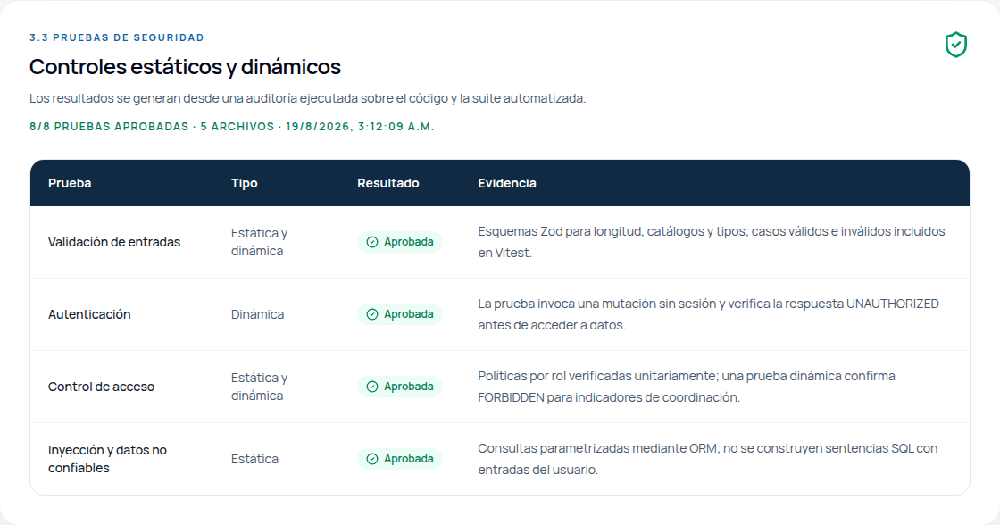 3.3 PRUEBAS DE SEGURIDAD
Controles estáticos y dinámicos
Los resultados se generan desde una auditoría ejecutada sobre el código y la suite automatizada.
8/8 PRUEBAS APROBADAS · 5 ARCHIVOS · 19/8/2026, 3:12:09 A.M.
Prueba Tipo Resultado Evidencia
Validación de entradas
Estática y
dinámica
Aprobada
Esquemas Zod para longitud, catálogos y tipos; casos válidos e inválidos incluidos
en Vitest.
Autenticación
Dinámica
Aprobada
La prueba invoca una mutación sin sesión y verifica la respuesta UNAUTHORIZED
antes de acceder a datos.
Control de acceso
Estática y
dinámica
Aprobada
Políticas por rol verificadas unitariamente; una prueba dinámica confirma
FORBIDDEN para indicadores de coordinación.
Inyección y datos no
confiables
Estática
Aprobada
Consultas parametrizadas mediante ORM; no se construyen sentencias SQL con
entradas del usuario.